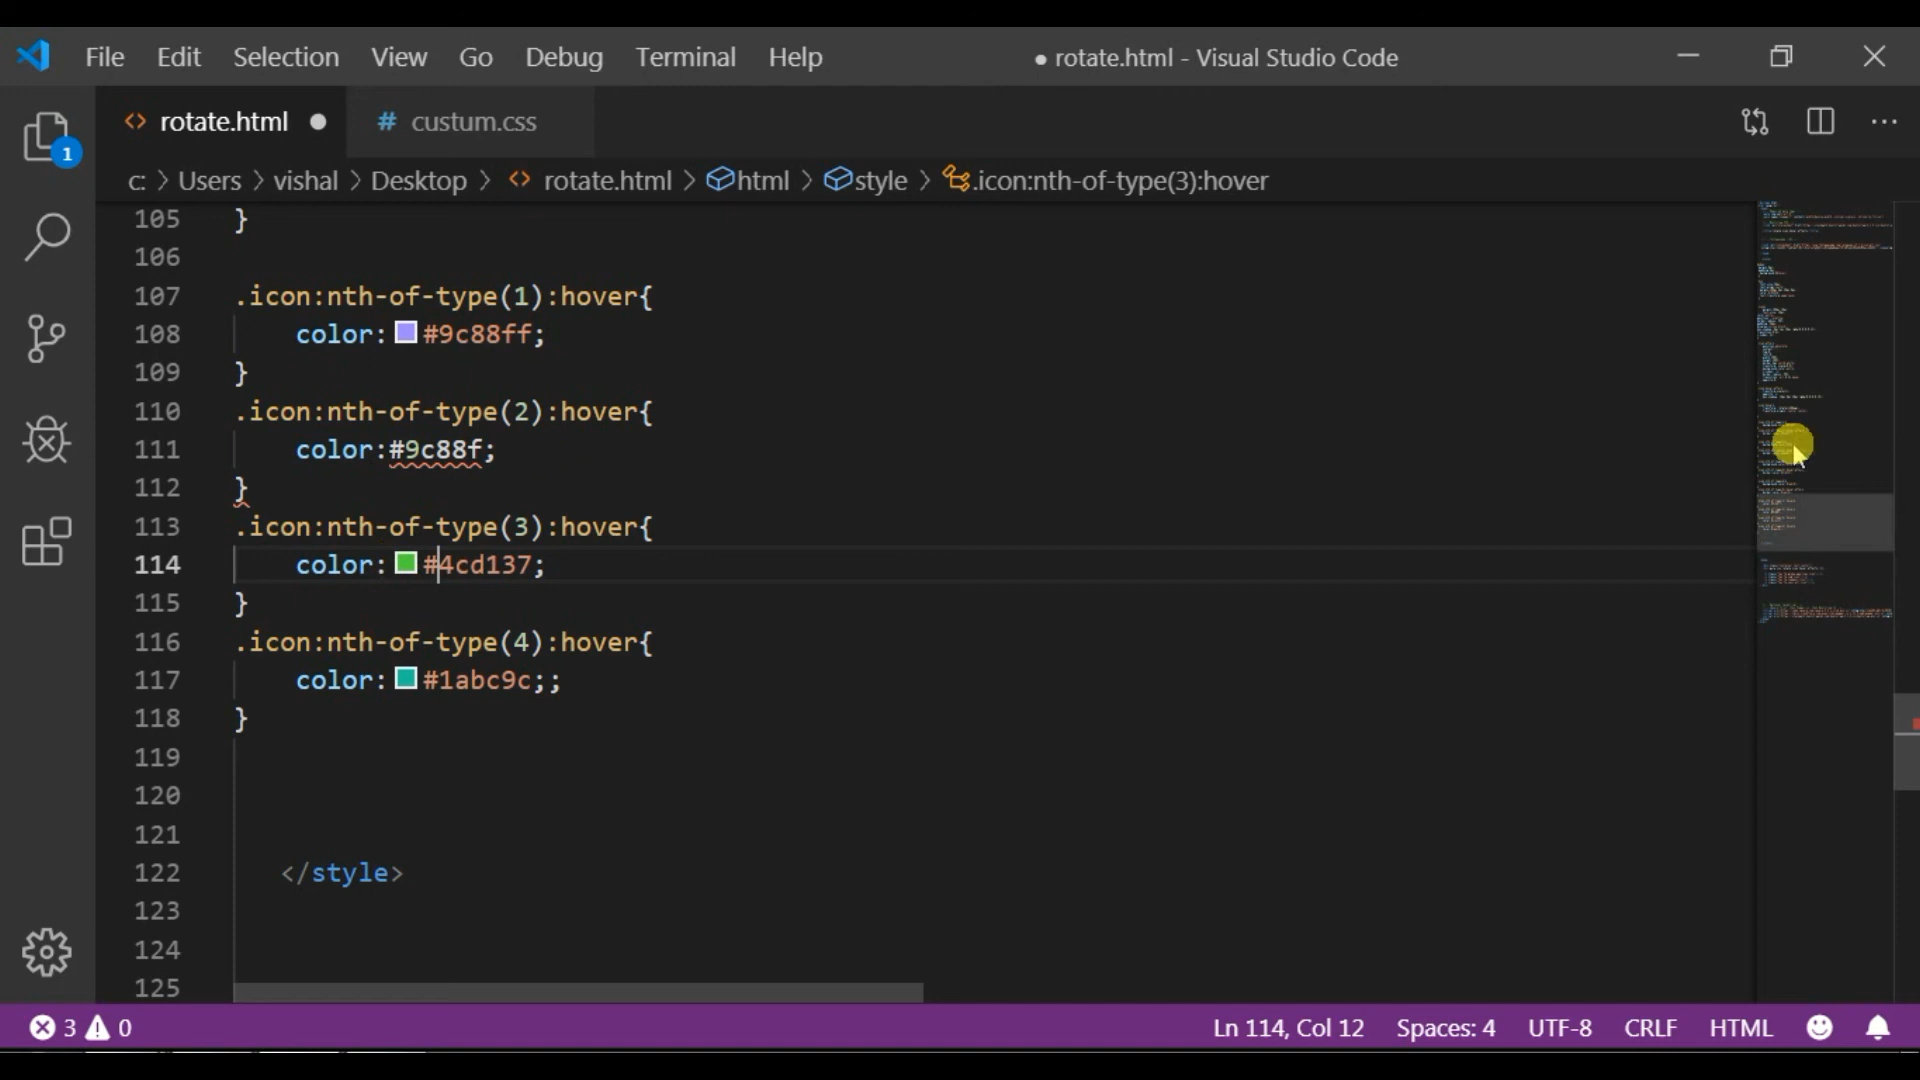 File Edit Selection View Go Debug Terminal Help ● rotate.html - Visual Studio Code
rotate.html ● # custum.css
c: > Users > vishal > Desktop > rotate.html > html > style > .icon:nth-of-type(3):hover
1
105 }
106
107 .icon:nth-of-type(1):hover{
108 color:#9c88ff;
109 }
110 .icon:nth-of-type(2):hover{
111 color:#9c88f;
112 }
113 .icon:nth-of-type(3):hover{
114 color:#4cd137;
115 }
116 .icon:nth-of-type(4):hover{
117 color:#1abc9c;;
118 }
119
120
121
122 </style>
123
124
125
3 0 Ln 114, Col 12 Spaces: 4 UTF-8 CRLF HTML